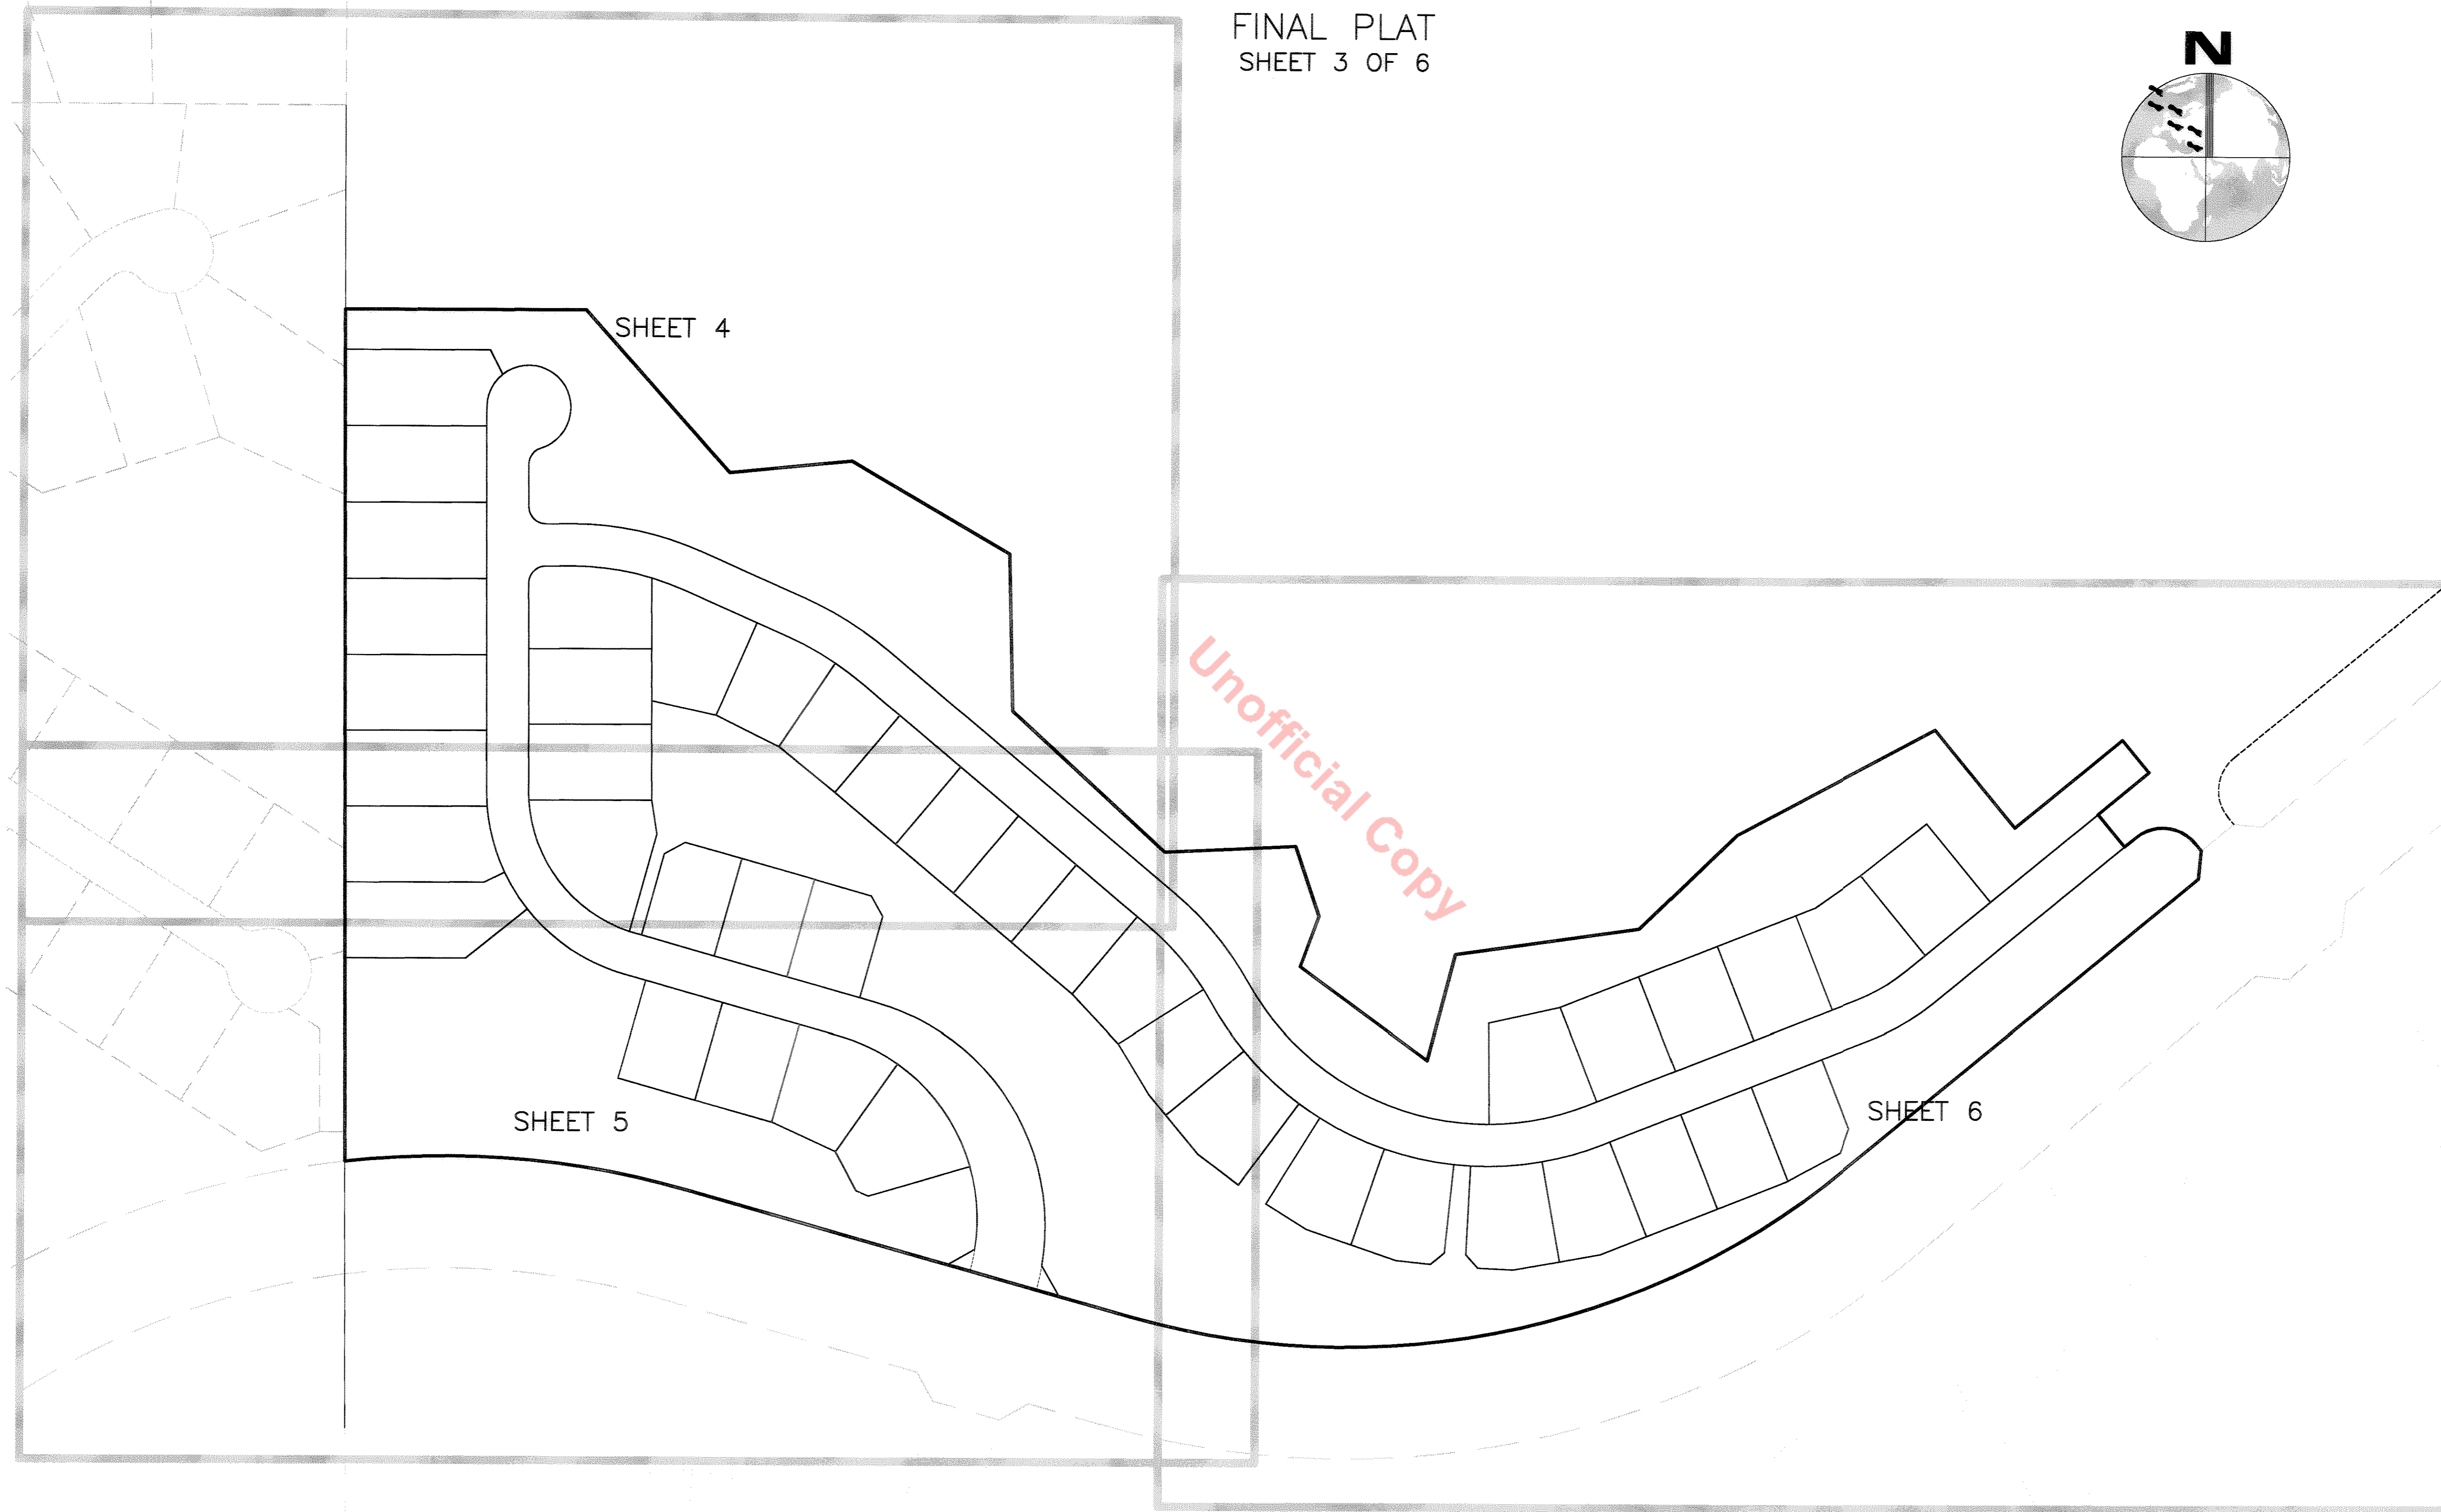 FINAL PLAT
SHEET 3 OF 6
N
SHEET 4
Unofficial Copy
SHEET 5
SHEET 6